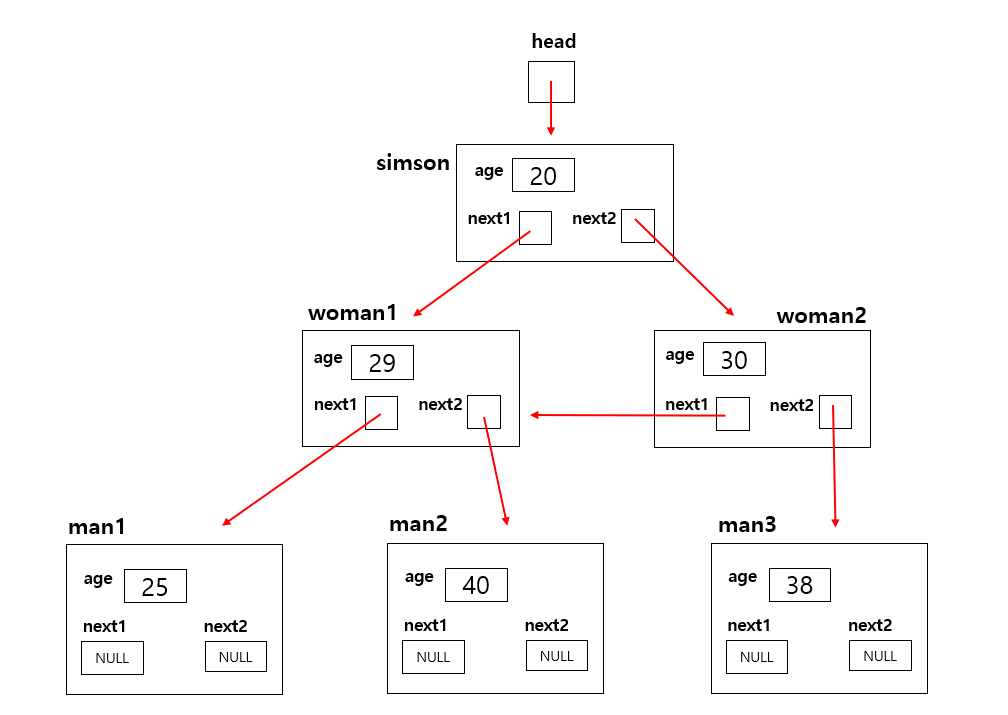 head
simson
age 20
next1 next2
woman1
age 29
next1 next2
woman2
age 30
next1 next2
man1
age 25
next1 next2
NULL NULL
man2
age 40
next1 next2
NULL NULL
man3
age 38
next1 next2
NULL NULL